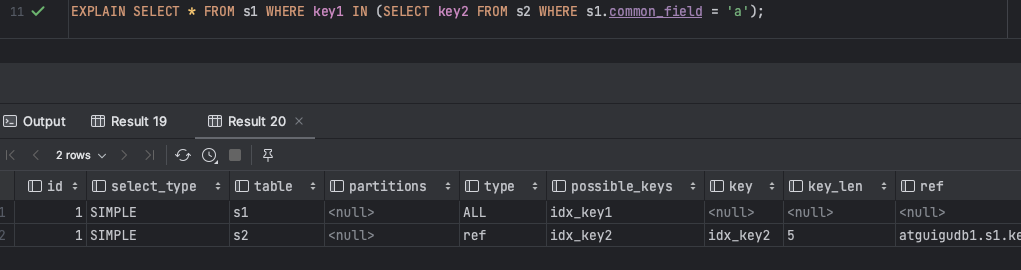 11 EXPLAIN SELECT * FROM s1 WHERE key1 IN (SELECT key2 FROM s2 WHERE s1.common_field = 'a');
Output Result 19 Result 20
2 rows
id select_type table partitions type possible_keys key key_len ref
1 1 SIMPLE s1 <null> ALL idx_key1 <null> <null> <null>
2 1 SIMPLE s2 <null> ref idx_key2 idx_key2 5 atguigudb1.s1.ke